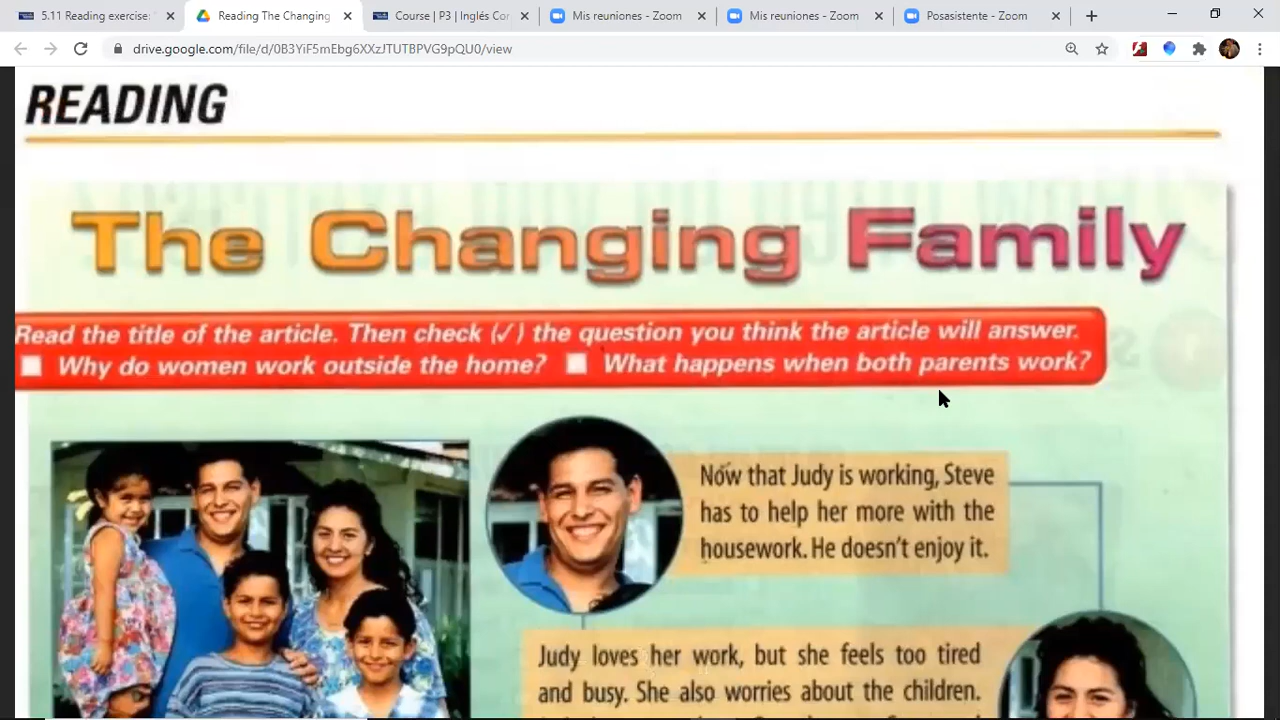 5.11 Reading exercise:
Reading The Changing
Course | P3 | Inglés Cor
Mis reuniones - Zoom
Mis reuniones - Zoom
Posasistente - Zoom
drive.google.com/file/d/0B3YiF5mEbg6XXzJTUTBPVG9pQU0/view
READING
The Changing Family
Read the title of the article. Then check (✓) the question you think the article will answer.
Why do women work outside the home? What happens when both parents work?
Now that Judy is working, Steve
has to help her more with the
housework. He doesn't enjoy it.
Judy loves her work, but she feels too tired
and busy. She also worries about the children.